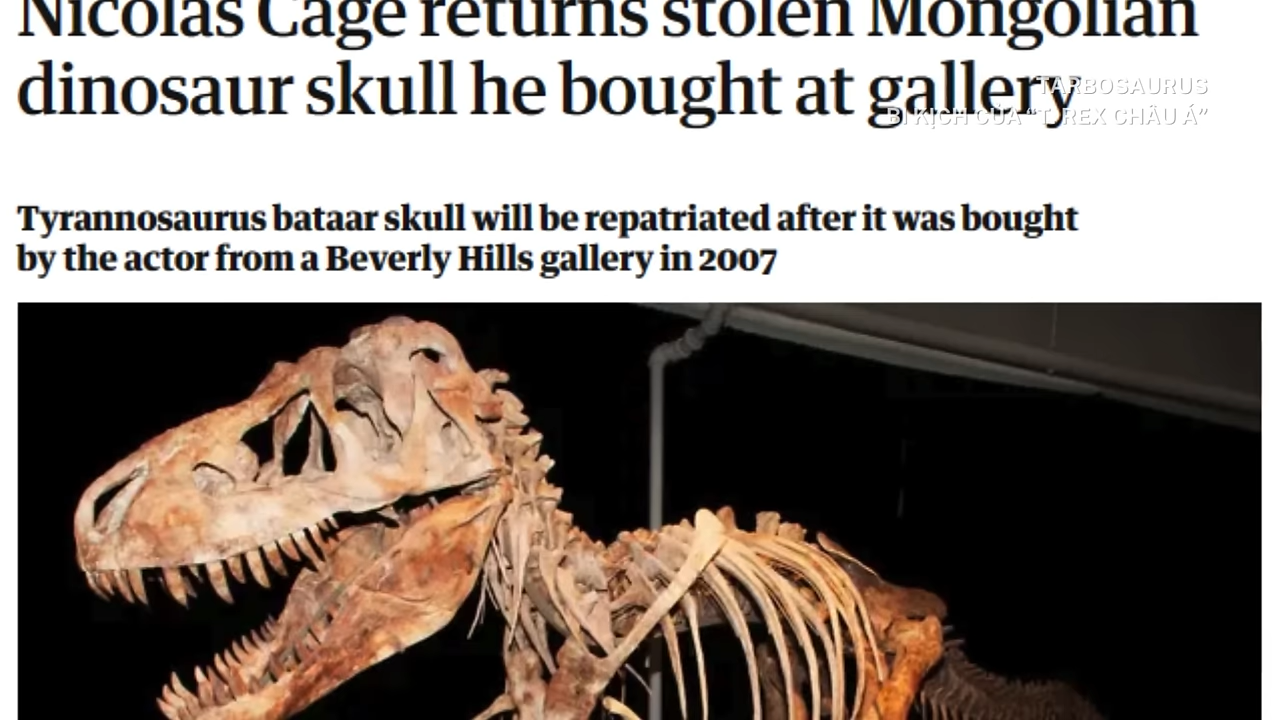 Nicolas Cage returns stolen Mongolian
dinosaur skull he bought at gallery
TARBOSAURUS
BI KỊCH CỦA “T. REX CHÂU Á”
Tyrannosaurus bataar skull will be repatriated after it was bought
by the actor from a Beverly Hills gallery in 2007